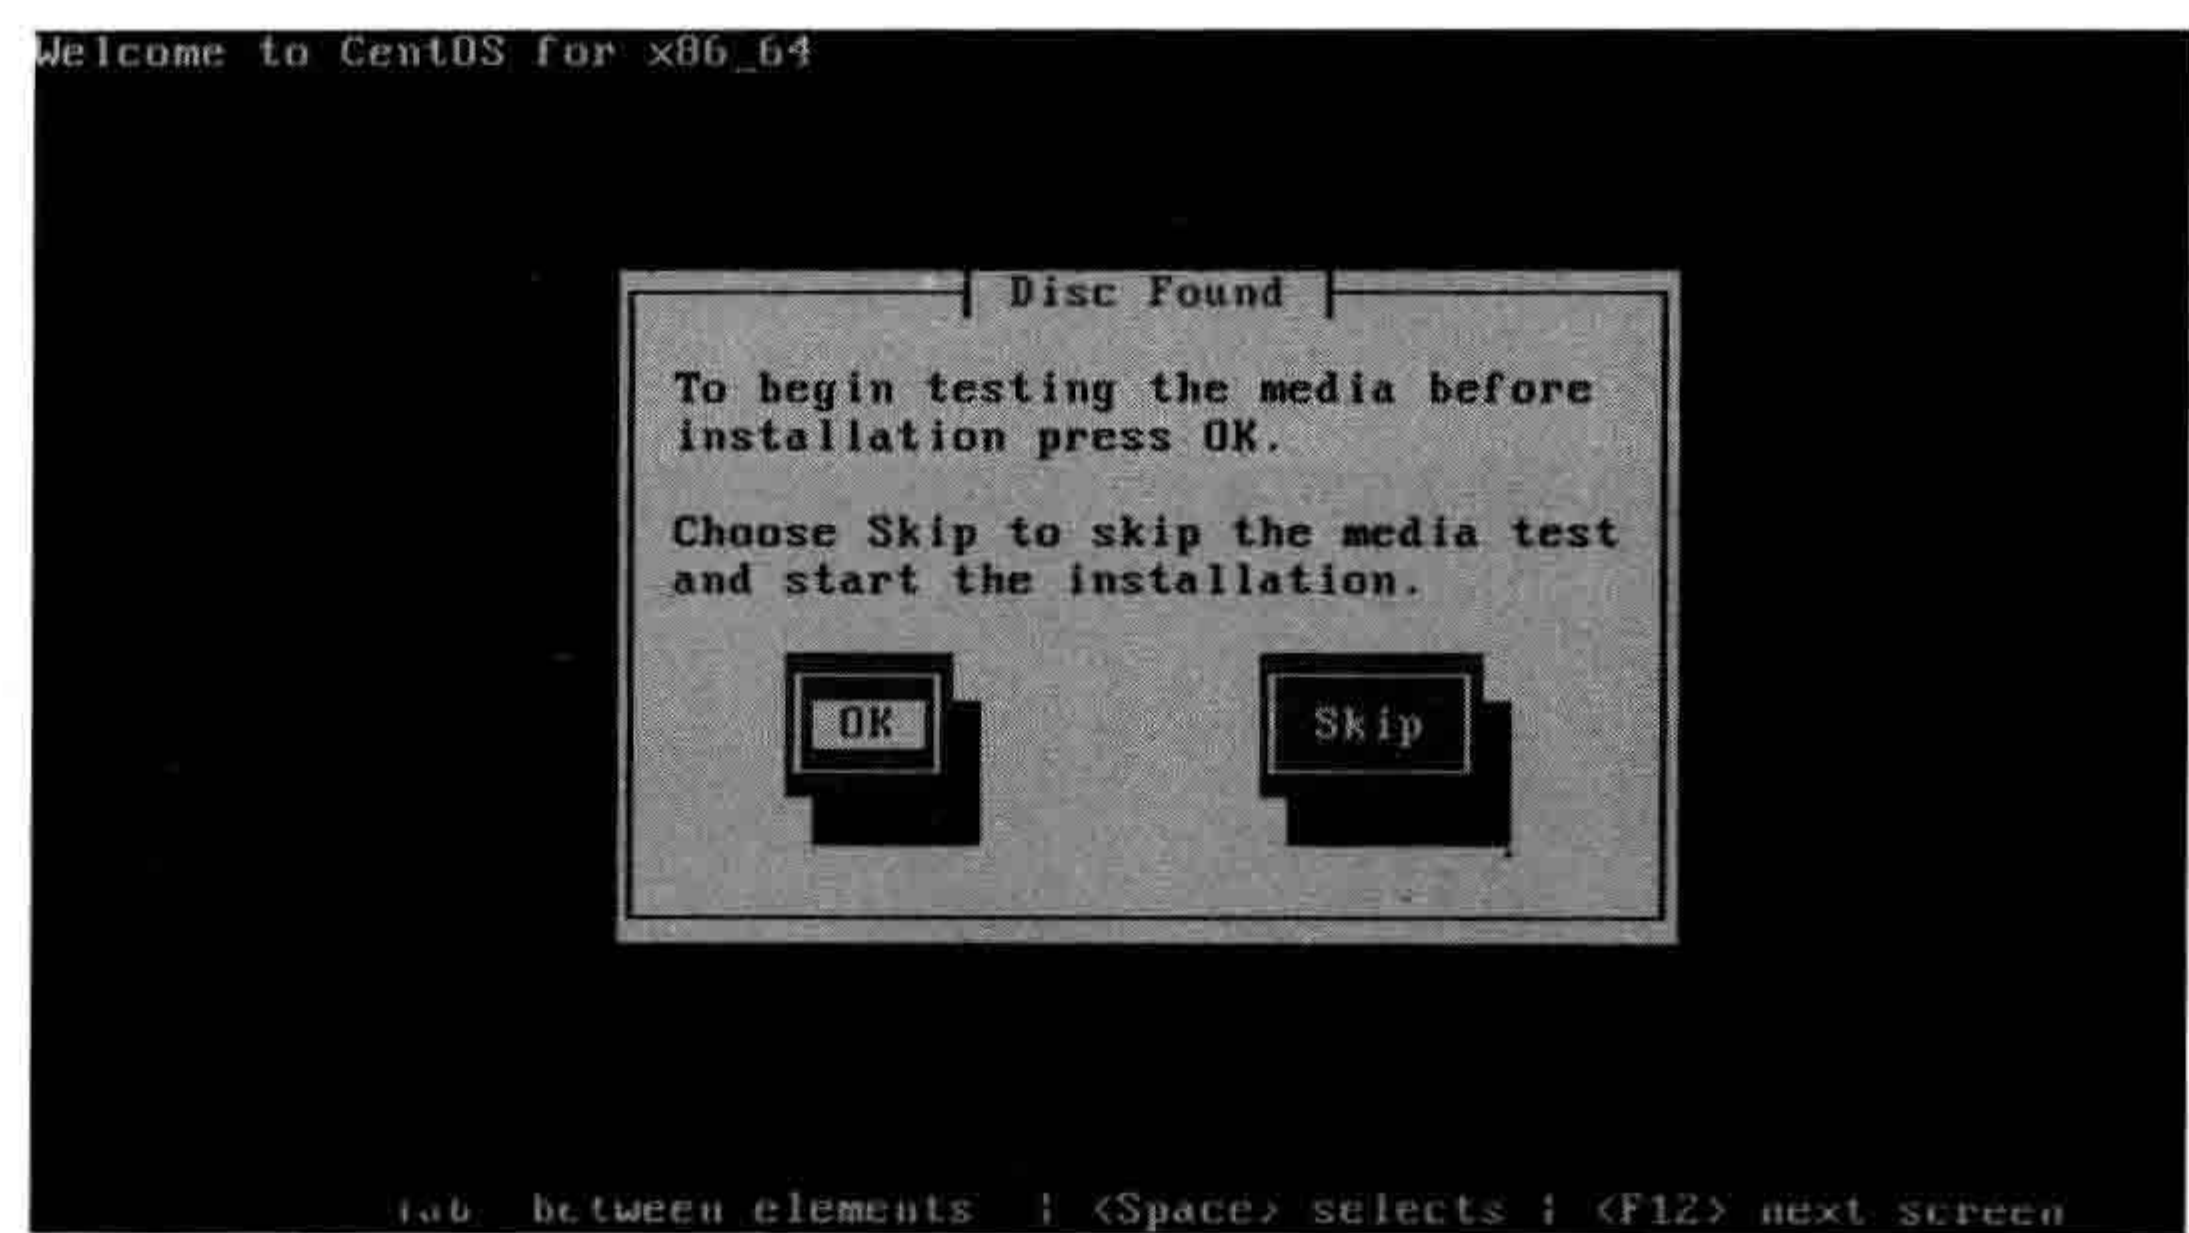 Welcome to CentOS for x86_64
Disc Found
To begin testing the media before
installation press OK.
Choose Skip to skip the media test
and start the installation.
OK Skip
Tab between elements | <Space> selects | <F12> next screen